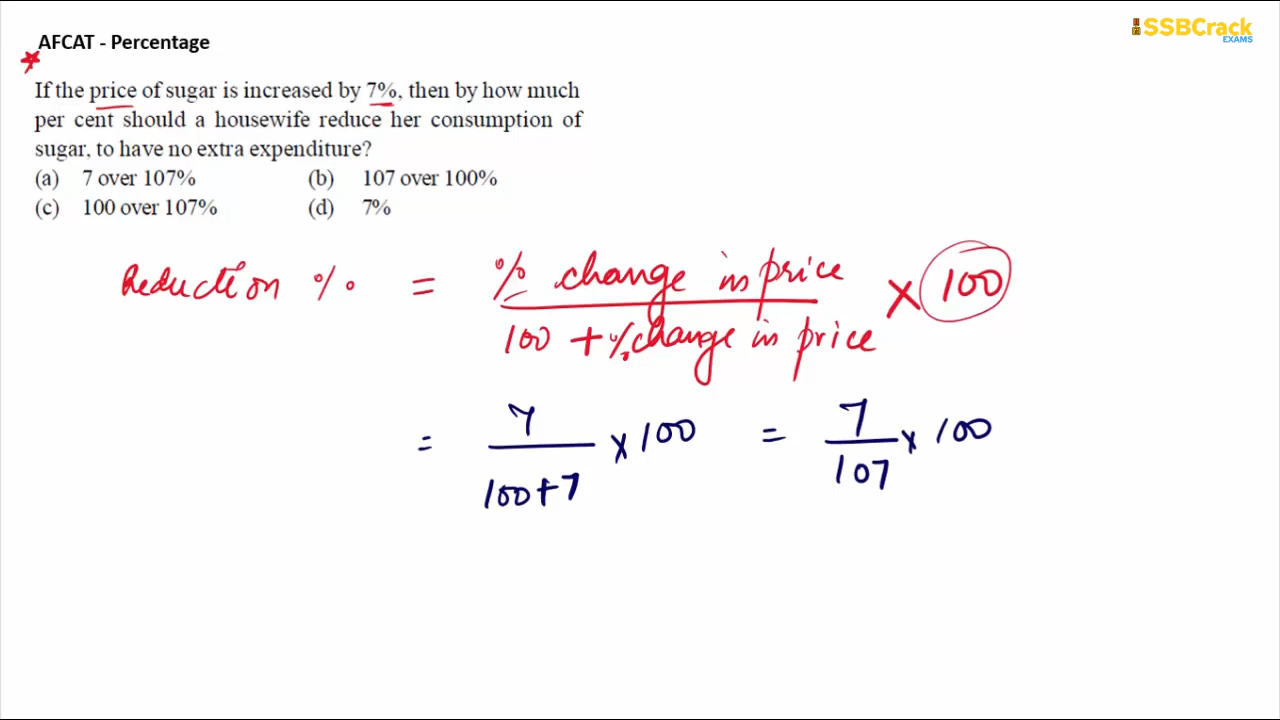 SSBCrack
EXAMS
AFCAT - Percentage
If the price of sugar is increased by 7%, then by how much
per cent should a housewife reduce her consumption of
sugar, to have no extra expenditure?
(a) 7 over 107% (b) 107 over 100%
(c) 100 over 107% (d) 7%
Reduction % = % change in price / 100 + % change in price × 100
= 7 / 100+7 × 100 = 7 / 107 × 100